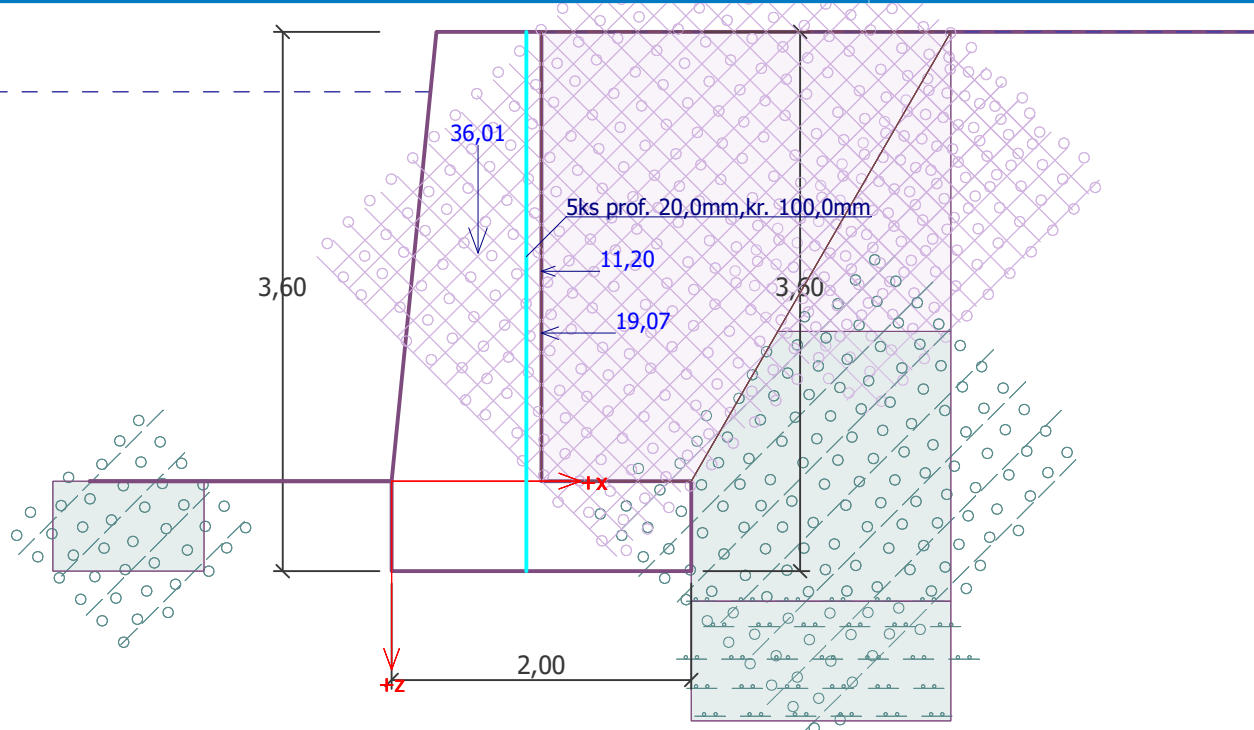 36,01
5ks prof. 20,0mm,kr. 100,0mm
11,20
3,60
3,60
19,07
+x
2,00
+z